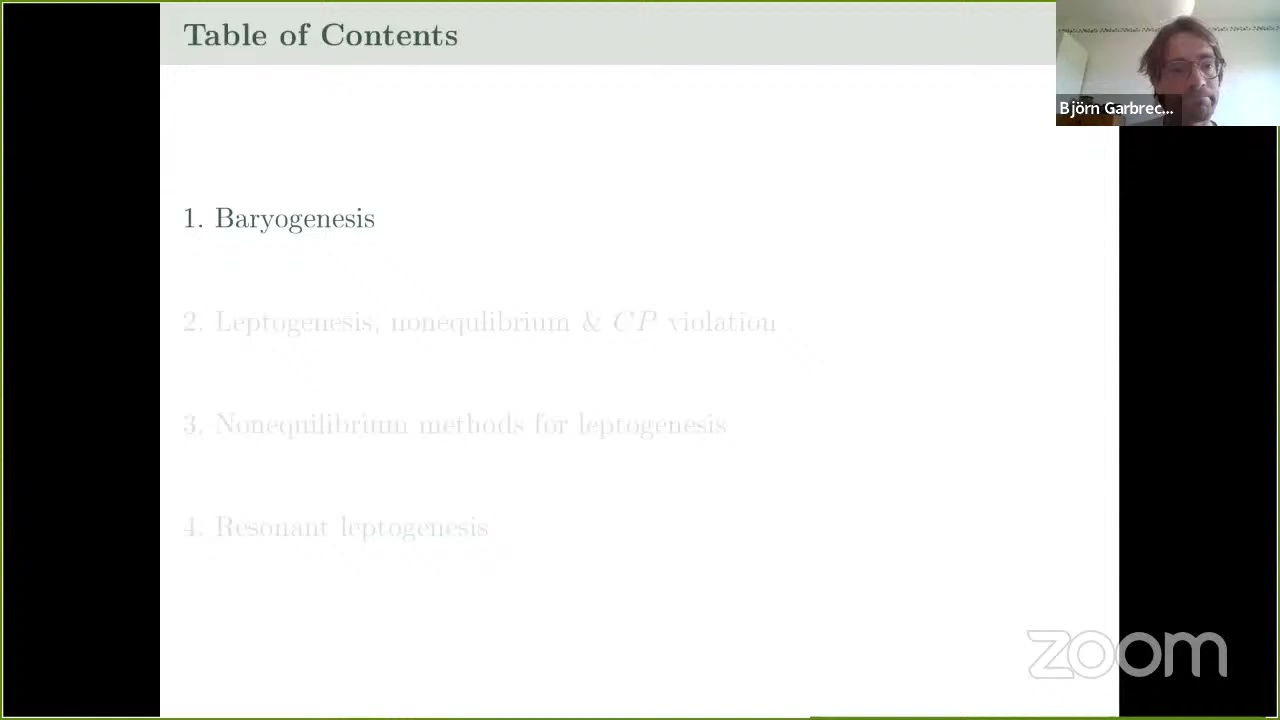 Table of Contents
Björn Garbrec...
1. Baryogenesis
2. Leptogenesis, nonequlibrium & CP violation
3. Nonequilibrium methods for leptogenesis
4. Resonant leptogenesis
zoom